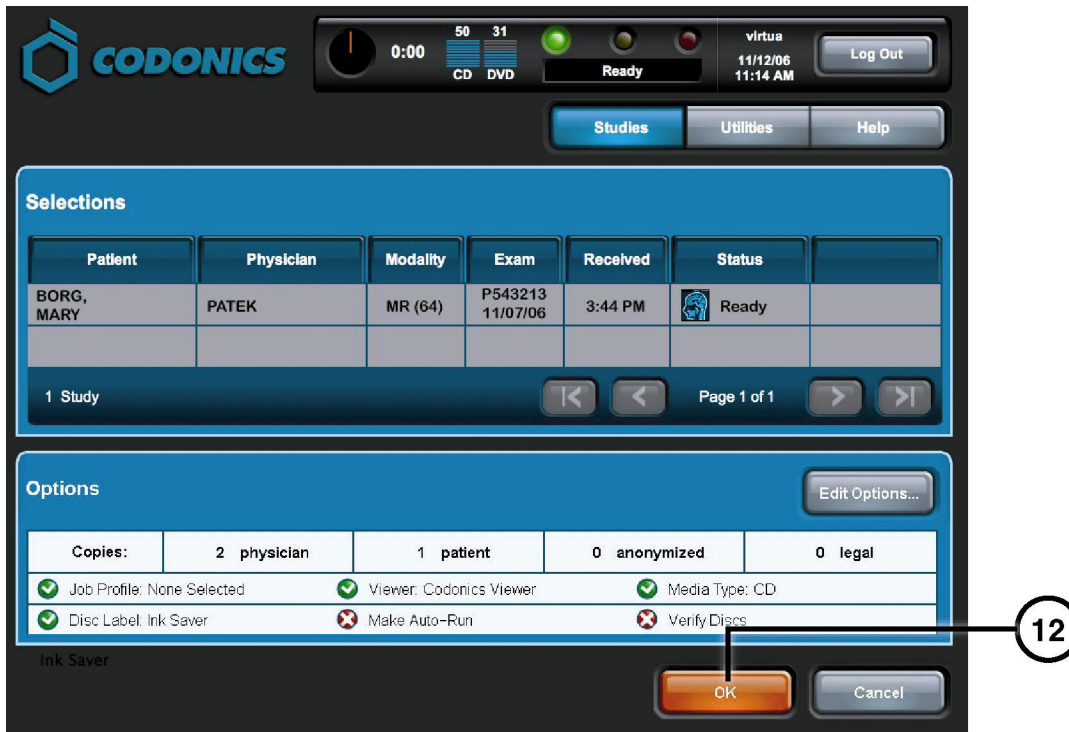 CODONICS
0:00
50 31
CD DVD
Ready
virtua
11/12/06
11:14 AM
Log Out
Studies Utilities Help
Selections
Patient Physician Modality Exam Received Status
BORG,
MARY
PATEK MR (64)
P543213
11/07/06
3:44 PM Ready
1 Study Page 1 of 1
Options Edit Options...
Copies: 2 physician 1 patient 0 anonymized 0 legal
Job Profile: None Selected Viewer: Codonics Viewer Media Type: CD
Disc Label: Ink Saver Make Auto-Run Verify Discs
Ink Saver
12
OK Cancel